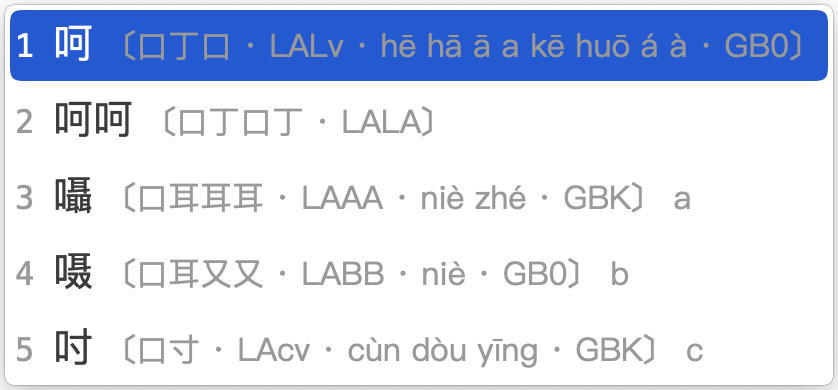 1 呵 〔口丁口 · LALv · hē hā ā a kē huō á à · GB0〕
2 呵呵 〔口丁口丁 · LALA〕
3 囁 〔口耳耳耳 · LAAA · niè zhé · GBK〕 a
4 嗫 〔口耳又又 · LABB · niè · GB0〕 b
5 吋 〔口寸 · LAcv · cùn dòu yīng · GBK〕 c